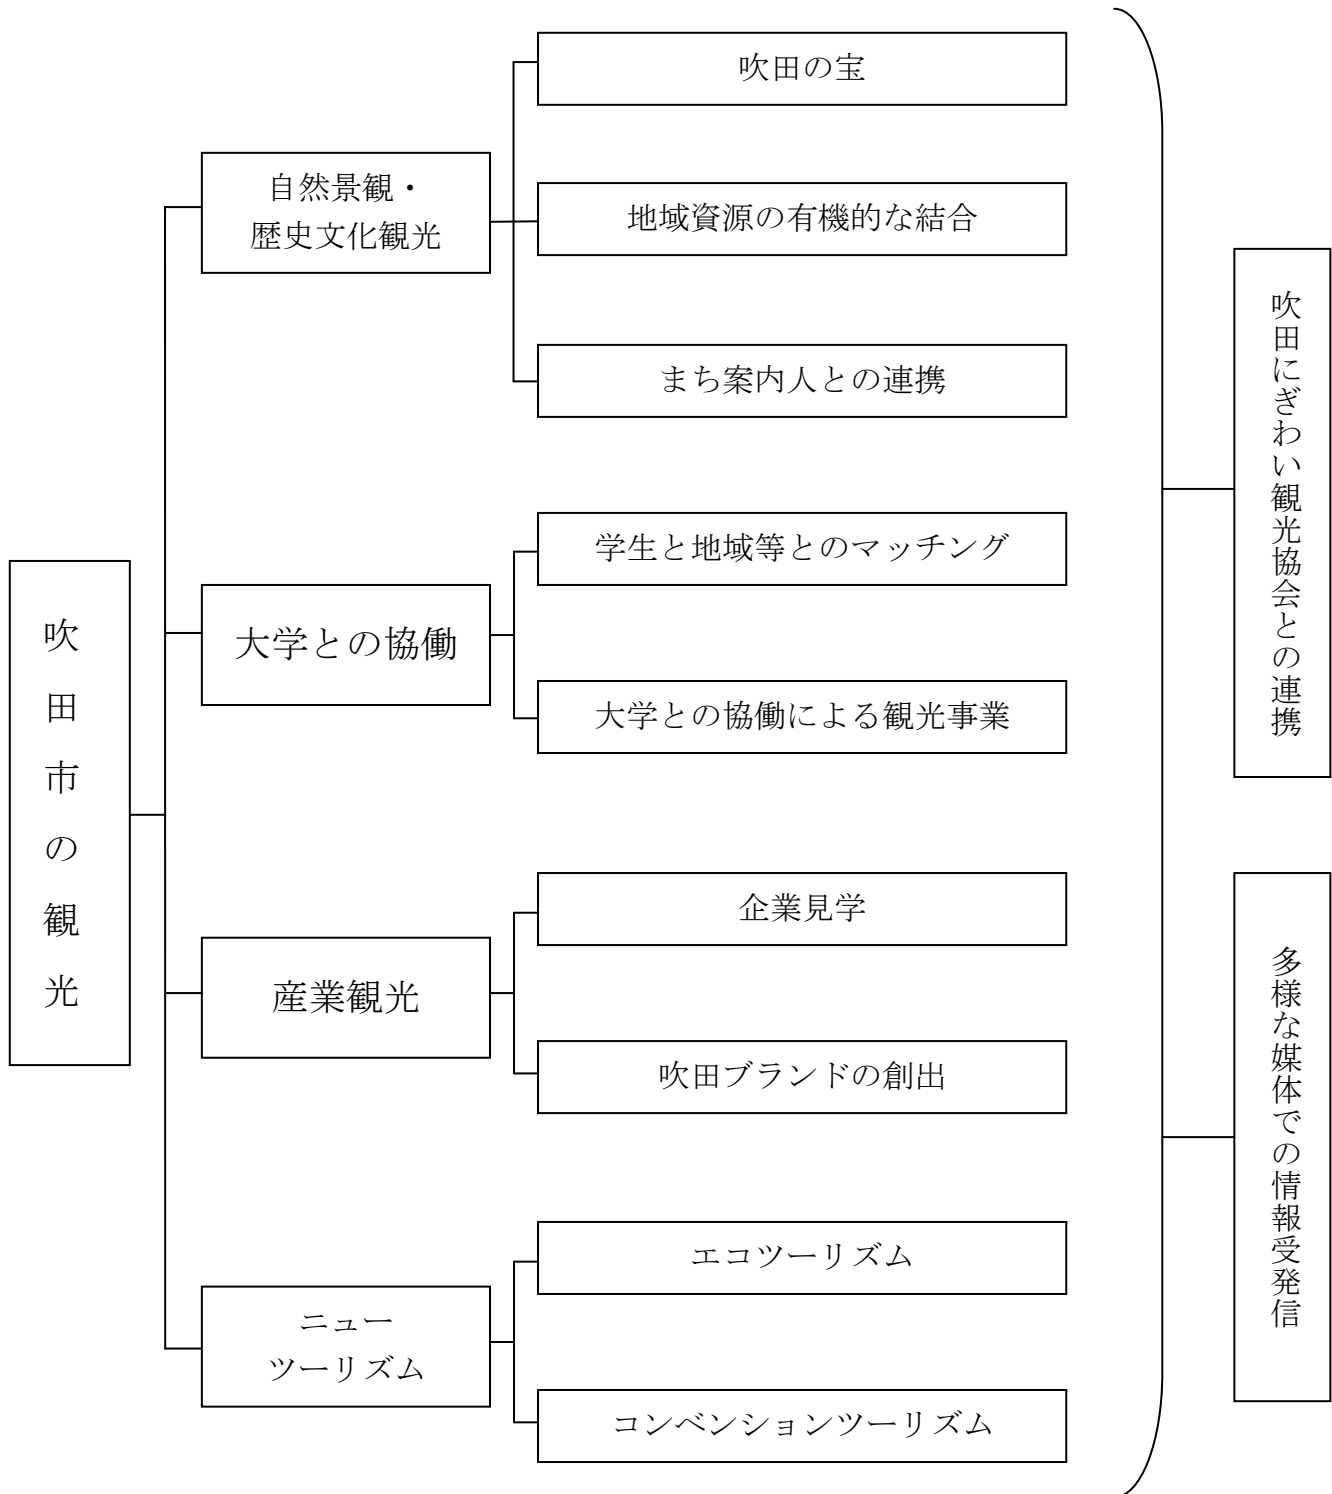 吹田市の観光
自然景観・
歴史文化観光
吹田の宝
地域資源の有機的な結合
まち案内人との連携
大学との協働
学生と地域等とのマッチング
大学との協働による観光事業
産業観光
企業見学
吹田ブランドの創出
ニュー
ツーリズム
エコツーリズム
コンベンションツーリズム
吹田にぎわい観光協会との連携
多様な媒体での情報受発信